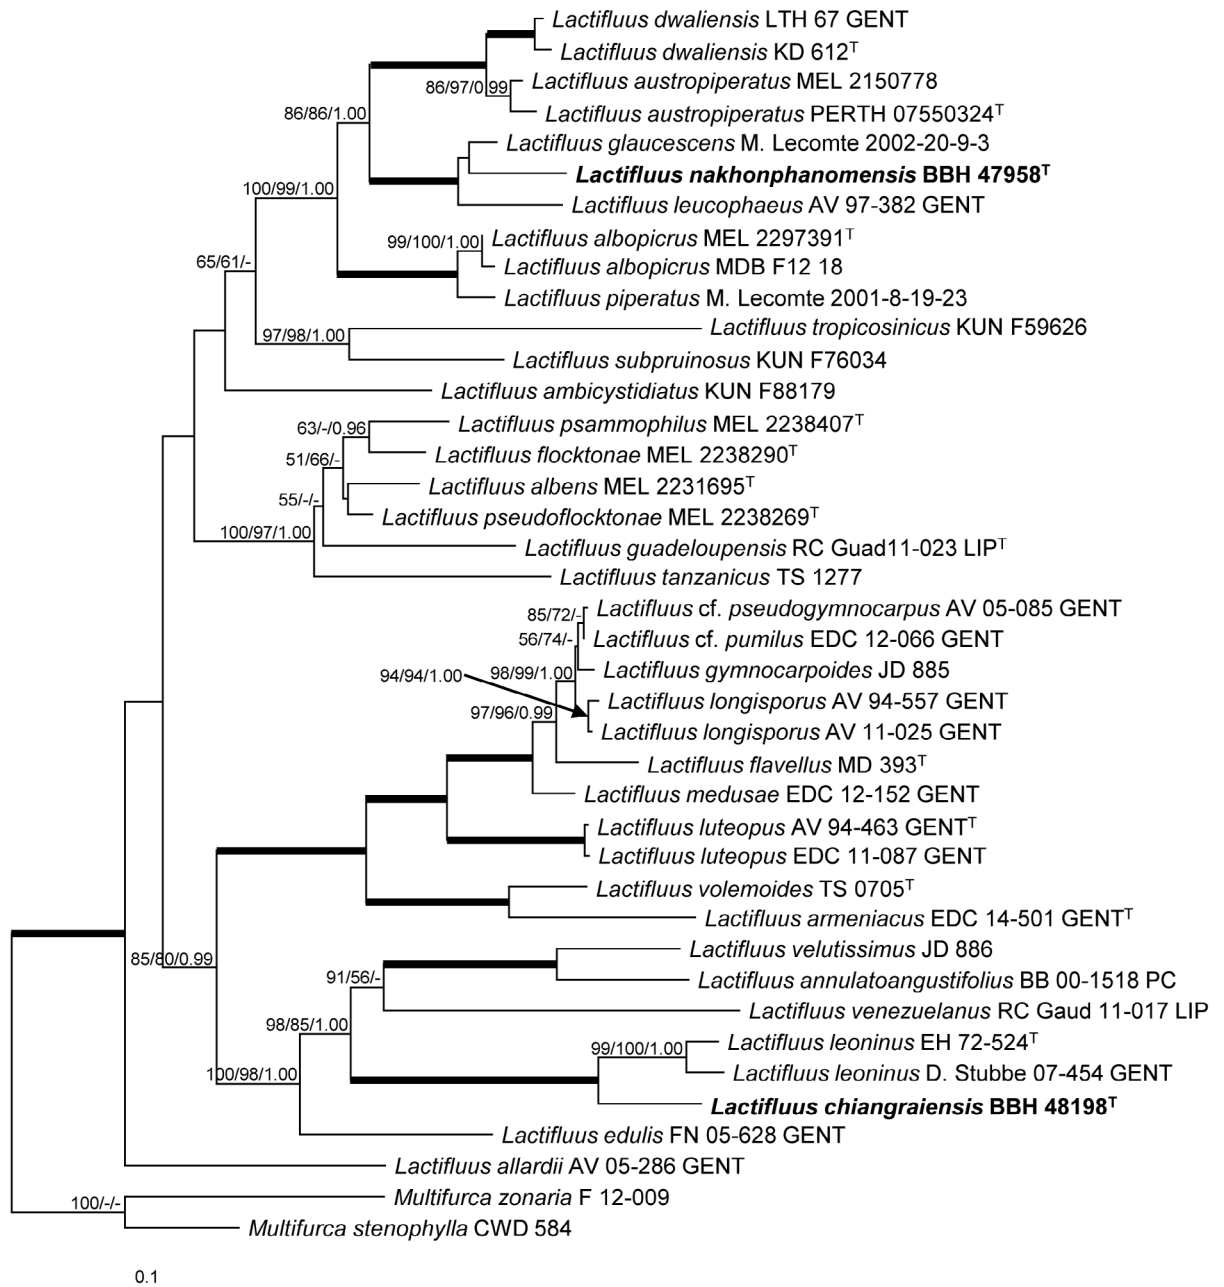 Lactifluus dwaliensis LTH 67 GENT
Lactifluus dwaliensis KD 612ᵀ
Lactifluus austropiperatus MEL 2150778
86/97/0.99
Lactifluus austropiperatus PERTH 07550324ᵀ
86/86/1.00
Lactifluus glaucescens M. Lecomte 2002-20-9-3
Lactifluus nakhonphanomensis BBH 47958ᵀ
100/99/1.00
Lactifluus leucophaeus AV 97-382 GENT
Lactifluus albopicrus MEL 2297391ᵀ
99/100/1.00
65/61/-
Lactifluus albopicrus MDB F12 18
Lactifluus piperatus M. Lecomte 2001-8-19-23
Lactifluus tropicosinicus KUN F59626
97/98/1.00
Lactifluus subpruinosus KUN F76034
Lactifluus ambicystidiatus KUN F88179
Lactifluus psammophilus MEL 2238407ᵀ
63/-/0.96
Lactifluus flocktonae MEL 2238290ᵀ
51/66/-
Lactifluus albens MEL 2231695ᵀ
55/-/-
Lactifluus pseudoflocktonae MEL 2238269ᵀ
100/97/1.00
Lactifluus guadeloupensis RC Guad11-023 LIPᵀ
Lactifluus tanzanicus TS 1277
Lactifluus cf. pseudogymnocarpus AV 05-085 GENT
85/72/-
Lactifluus cf. pumilus EDC 12-066 GENT
56/74/-
Lactifluus gymnocarpoides JD 885
94/94/1.00
98/99/1.00
Lactifluus longisporus AV 94-557 GENT
97/96/0.99
Lactifluus longisporus AV 11-025 GENT
Lactifluus flavellus MD 393ᵀ
Lactifluus medusae EDC 12-152 GENT
Lactifluus luteopus AV 94-463 GENTᵀ
Lactifluus luteopus EDC 11-087 GENT
Lactifluus volemoides TS 0705ᵀ
Lactifluus armeniacus EDC 14-501 GENTᵀ
Lactifluus velutissimus JD 886
85/80/0.99
91/56/-
Lactifluus annulatoangustifolius BB 00-1518 PC
Lactifluus venezuelanus RC Gaud 11-017 LIP
98/85/1.00
Lactifluus leoninus EH 72-524ᵀ
99/100/1.00
100/98/1.00
Lactifluus leoninus D. Stubbe 07-454 GENT
Lactifluus chiangraiensis BBH 48198ᵀ
Lactifluus edulis FN 05-628 GENT
Lactifluus allardii AV 05-286 GENT
Multifurca zonaria F 12-009
100/-/-
Multifurca stenophylla CWD 584
0.1